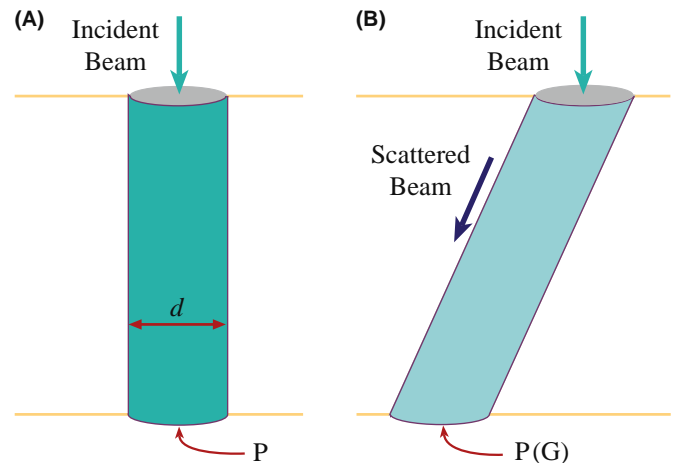 (A)
Incident
Beam
d
P
(B)
Incident
Beam
Scattered
Beam
P(G)